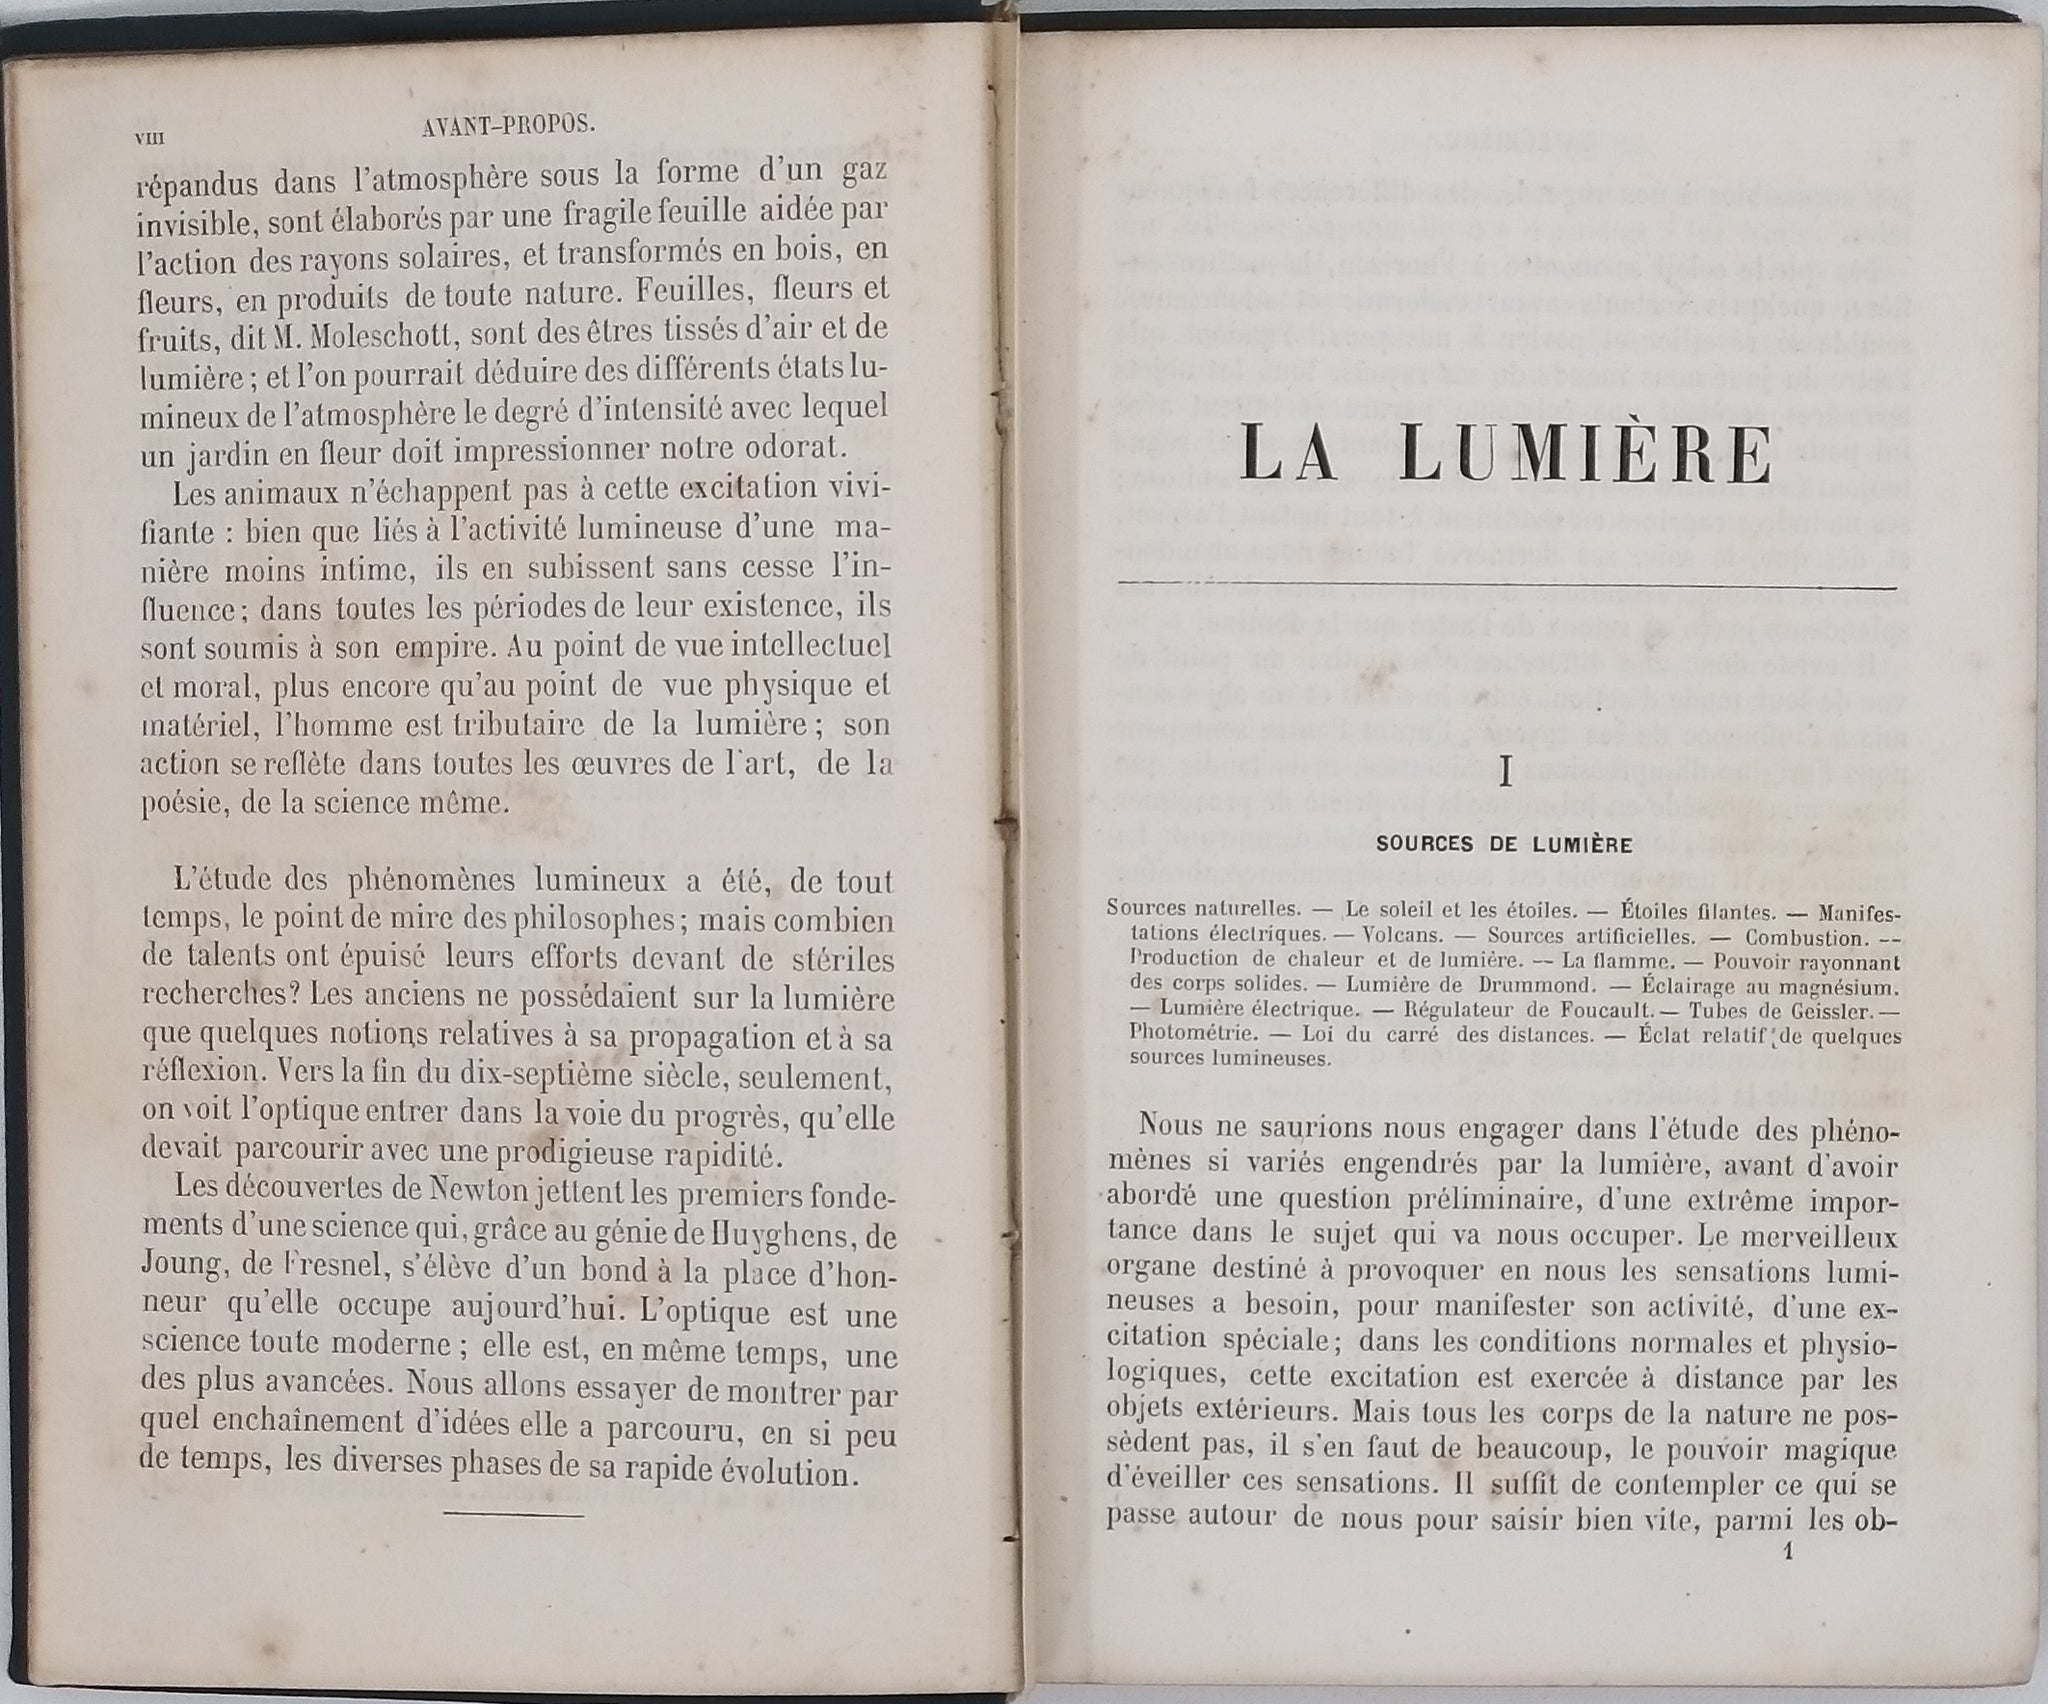 VIII
AVANT-PROPOS.
répandus dans l'atmosphère sous la forme d'un gaz
invisible, sont élaborés par une fragile feuille aidée par
l'action des rayons solaires, et transformés en bois, en
fleurs, en produits de toute nature. Feuilles, fleurs et
fruits, dit M. Moleschott, sont des êtres tissés d'air et de
lumière ; et l'on pourrait déduire des différents états lu-
mineux de l'atmosphère le degré d'intensité avec lequel
un jardin en fleur doit impressionner notre odorat.
Les animaux n'échappent pas à cette excitation vivi-
fiante : bien que liés à l'activité lumineuse d'une ma-
nière moins intime, ils en subissent sans cesse l'in-
fluence ; dans toutes les périodes de leur existence, ils
sont soumis à son empire. Au point de vue intellectuel
et moral, plus encore qu'au point de vue physique et
matériel, l'homme est tributaire de la lumière ; son
action se reflète dans toutes les œuvres de l'art, de la
poésie, de la science même.
L'étude des phénomènes lumineux a été, de tout
temps, le point de mire des philosophes ; mais combien
de talents ont épuisé leurs efforts devant de stériles
recherches? Les anciens ne possédaient sur la lumière
que quelques notions relatives à sa propagation et à sa
réflexion. Vers la fin du dix-septième siècle, seulement,
on voit l'optique entrer dans la voie du progrès, qu'elle
devait parcourir avec une prodigieuse rapidité.
Les découvertes de Newton jettent les premiers fonde-
ments d'une science qui, grâce au génie de Huyghens, de
Joung, de Fresnel, s'élève d'un bond à la place d'hon-
neur qu'elle occupe aujourd'hui. L'optique est une
science toute moderne ; elle est, en même temps, une
des plus avancées. Nous allons essayer de montrer par
quel enchaînement d'idées elle a parcouru, en si peu
de temps, les diverses phases de sa rapide évolution.
LA LUMIÈRE
I
SOURCES DE LUMIÈRE
Sources naturelles. — Le soleil et les étoiles. — Étoiles filantes. — Manifes-
tations électriques. — Volcans. — Sources artificielles. — Combustion. —
Production de chaleur et de lumière. — La flamme. — Pouvoir rayonnant
des corps solides. — Lumière de Drummond. — Éclairage au magnésium.
— Lumière électrique. — Régulateur de Foucault. — Tubes de Geissler. —
Photométrie. — Loi du carré des distances. — Éclat relatif de quelques
sources lumineuses.
Nous ne saurions nous engager dans l'étude des phéno-
mènes si variés engendrés par la lumière, avant d'avoir
abordé une question préliminaire, d'une extrême impor-
tance dans le sujet qui va nous occuper. Le merveilleux
organe destiné à provoquer en nous les sensations lumi-
neuses a besoin, pour manifester son activité, d'une ex-
citation spéciale ; dans les conditions normales et physio-
logiques, cette excitation est exercée à distance par les
objets extérieurs. Mais tous les corps de la nature ne pos-
sèdent pas, il s'en faut de beaucoup, le pouvoir magique
d'éveiller ces sensations. Il suffit de contempler ce qui se
passe autour de nous pour saisir bien vite, parmi les ob-
1